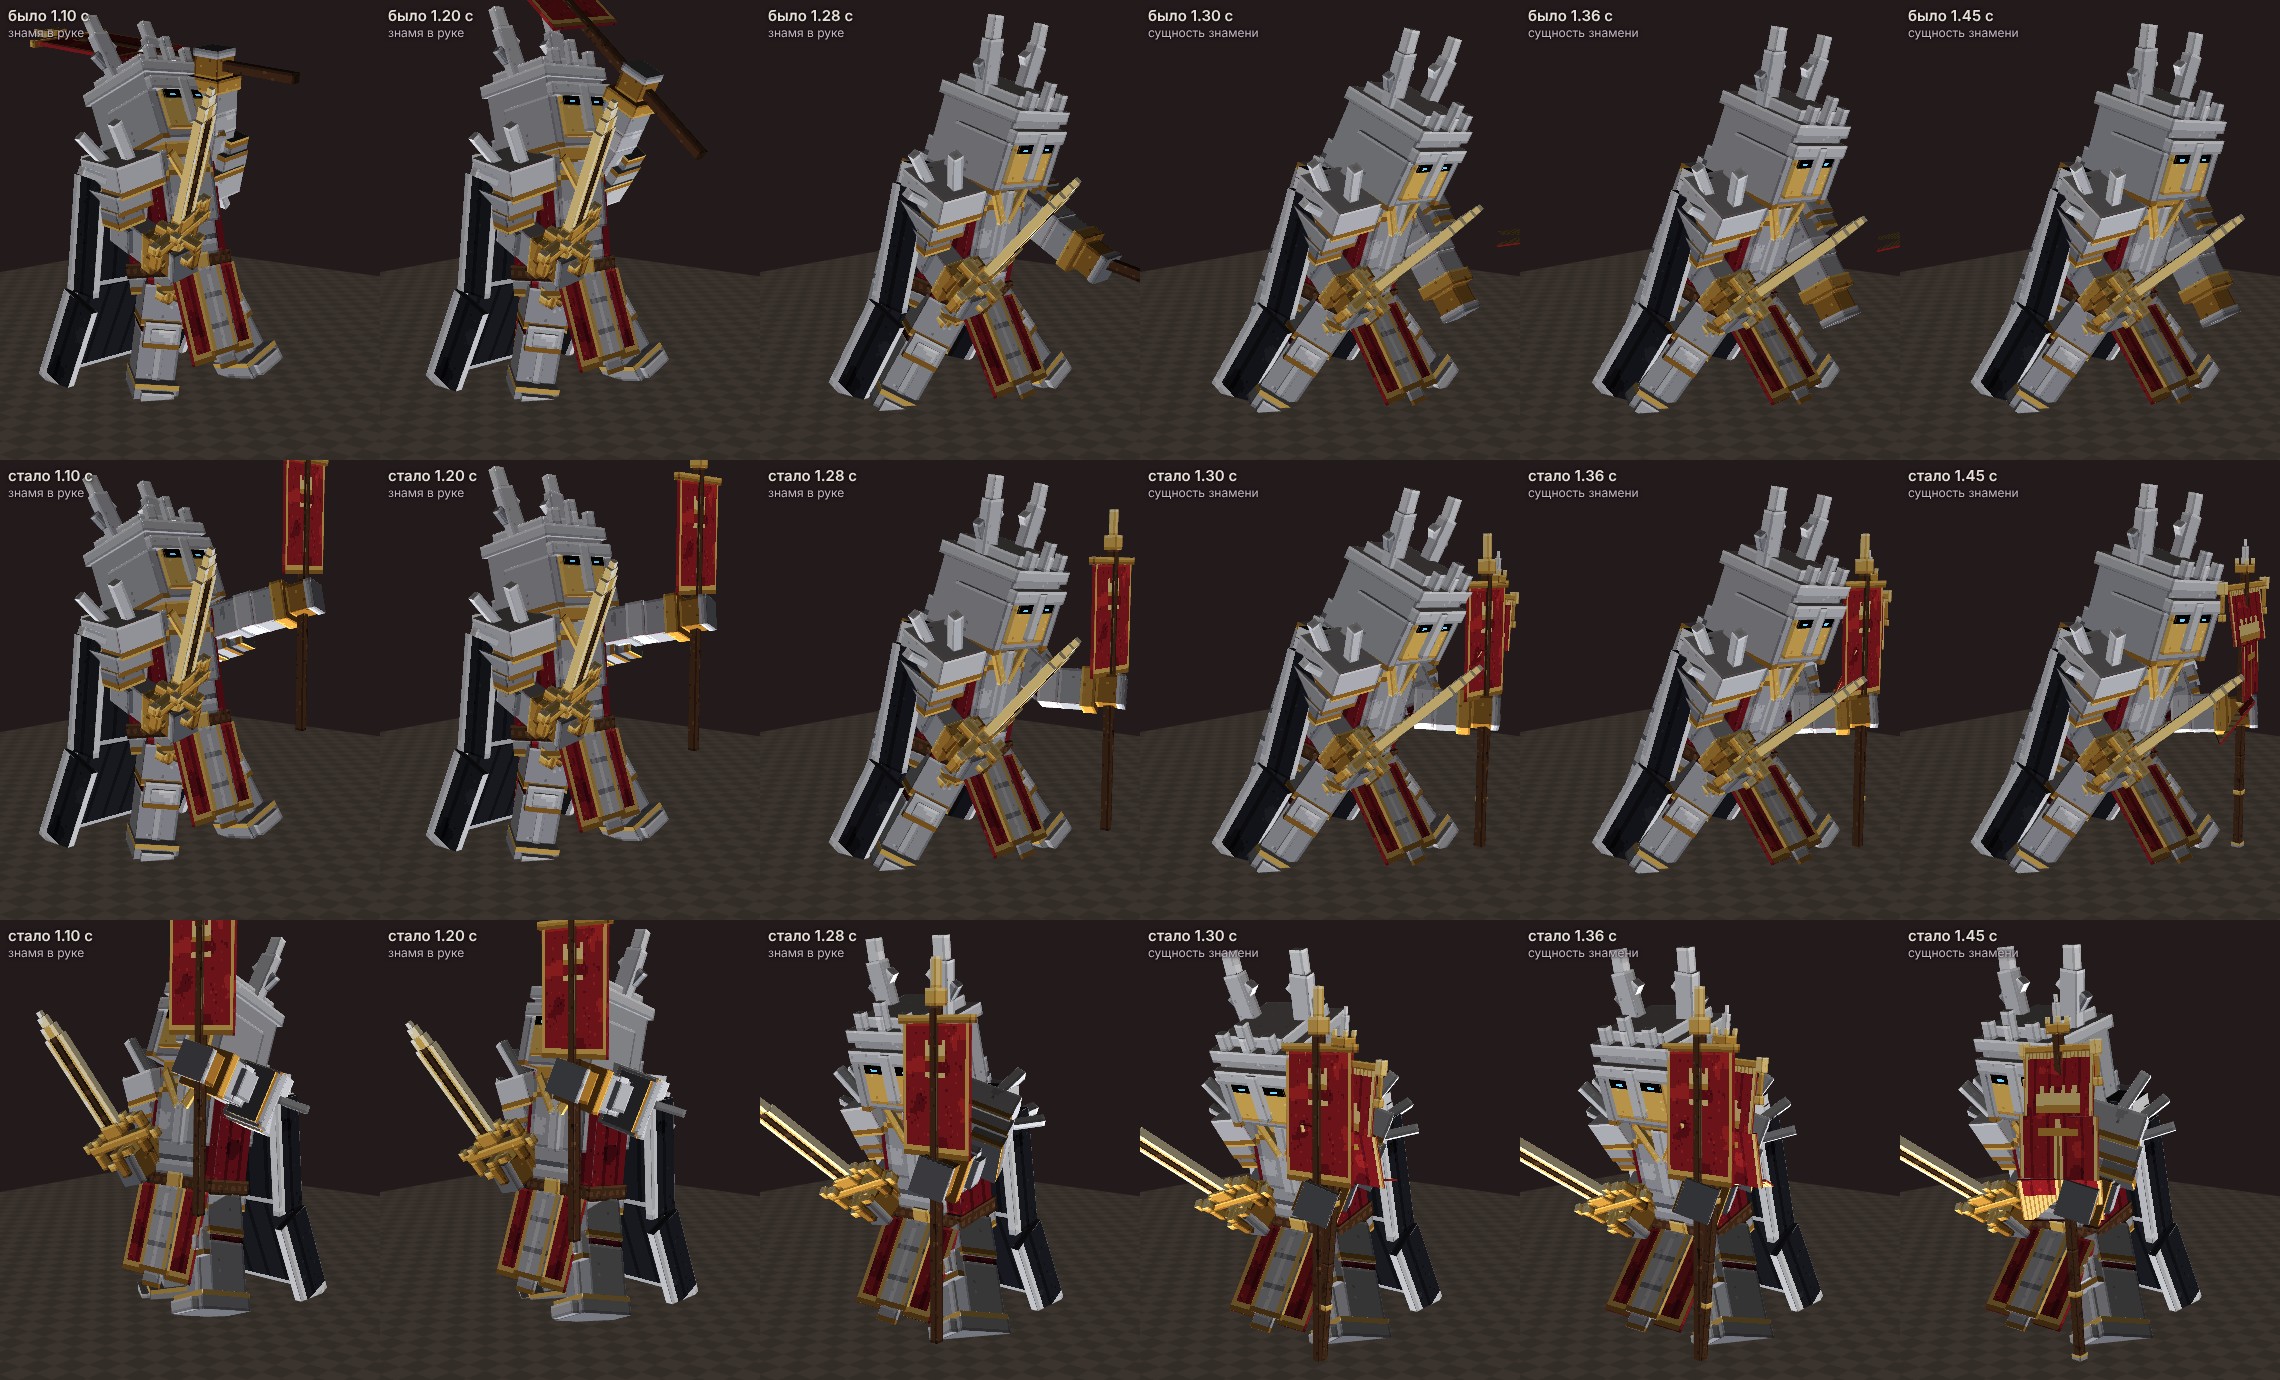 было 1.10 с
знамя в руке
было 1.20 с
знамя в руке
было 1.28 с
знамя в руке
было 1.30 с
сущность знамени
было 1.36 с
сущность знамени
было 1.45 с
сущность знамени
стало 1.10 с
знамя в руке
стало 1.20 с
знамя в руке
стало 1.28 с
знамя в руке
стало 1.30 с
сущность знамени
стало 1.36 с
сущность знамени
стало 1.45 с
сущность знамени
стало 1.10 с
знамя в руке
стало 1.20 с
знамя в руке
стало 1.28 с
знамя в руке
стало 1.30 с
сущность знамени
стало 1.36 с
сущность знамени
стало 1.45 с
сущность знамени